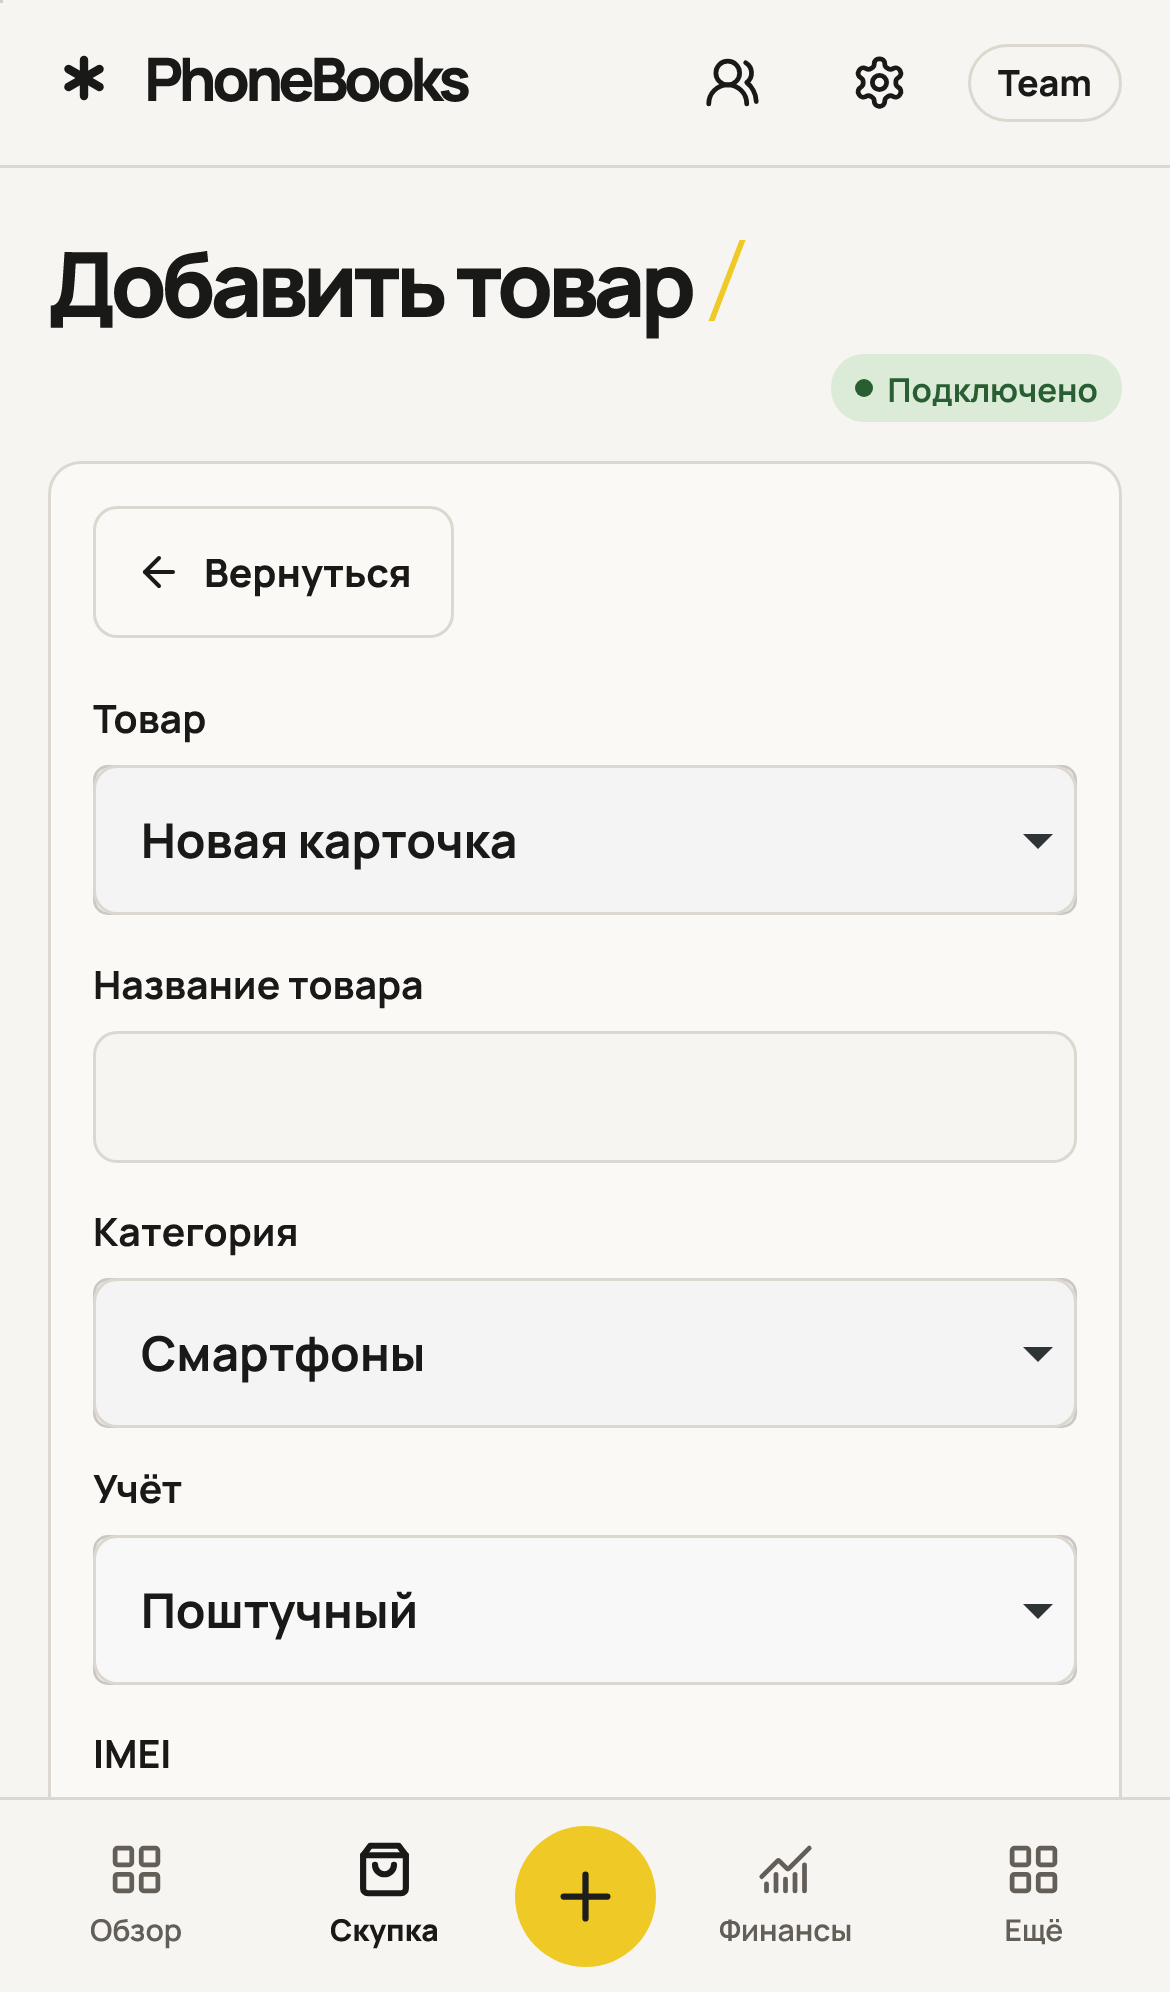 PhoneBooks
Team
Добавить товар /
Подключено
Вернуться
Товар
Новая карточка
Название товара
Категория
Смартфоны
Учёт
Поштучный
IMEI
Обзор
Скупка
Финансы
Ещё